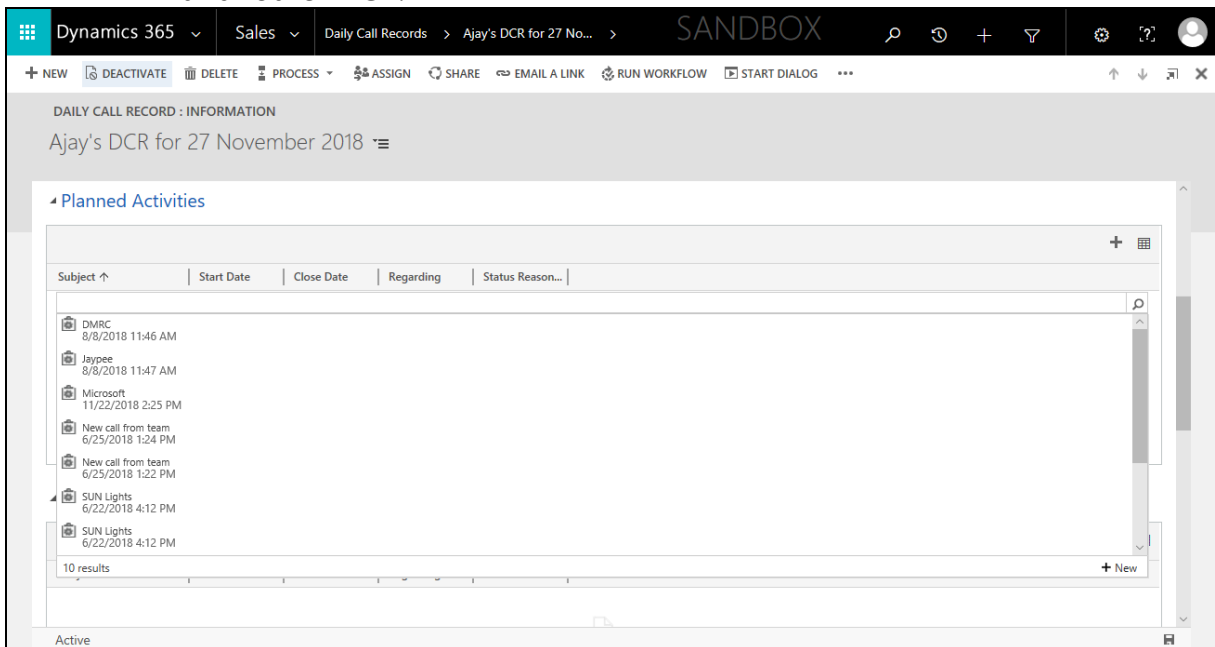 Dynamics 365 Sales Daily Call Records > Ajay's DCR for 27 No... > SANDBOX
+ NEW DEACTIVATE DELETE PROCESS ASSIGN SHARE EMAIL A LINK RUN WORKFLOW START DIALOG ...
DAILY CALL RECORD : INFORMATION
Ajay's DCR for 27 November 2018
Planned Activities
Subject ↑ Start Date Close Date Regarding Status Reason...
DMRC
8/8/2018 11:46 AM
Jaypee
8/8/2018 11:47 AM
Microsoft
11/22/2018 2:25 PM
New call from team
6/25/2018 1:24 PM
New call from team
6/25/2018 1:22 PM
SUN Lights
6/22/2018 4:12 PM
SUN Lights
6/22/2018 4:12 PM
10 results + New
Active